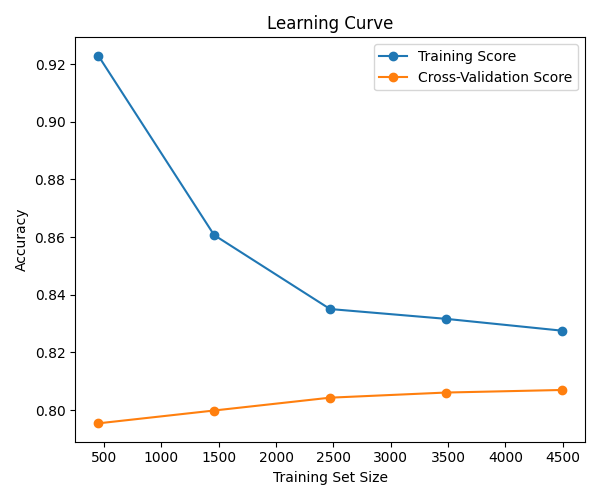 Learning Curve
Training Score
Cross-Validation Score
Accuracy
0.92
0.90
0.88
0.86
0.84
0.82
0.80
500 1000 1500 2000 2500 3000 3500 4000 4500
Training Set Size